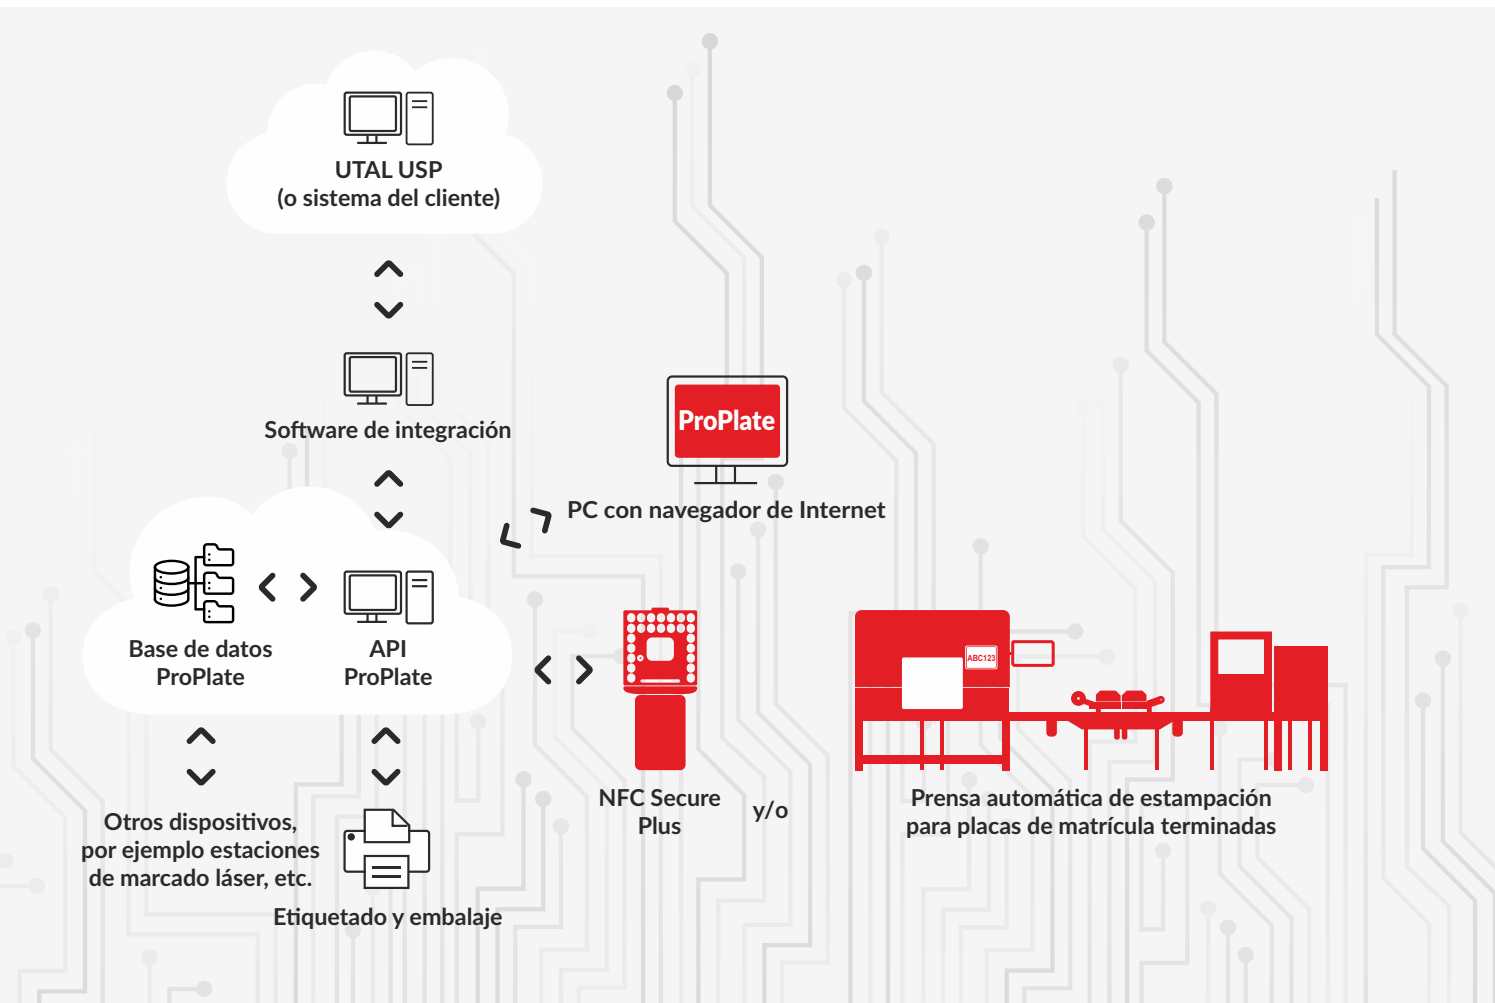 UTAL USP
(o sistema del cliente)
Software de integración
ProPlate
PC con navegador de Internet
Base de datos
ProPlate
API
ProPlate
ABC123
NFC Secure
Plus
y/o
Prensa automática de estampación
para placas de matrícula terminadas
Otros dispositivos,
por ejemplo estaciones
de marcado láser, etc.
Etiquetado y embalaje